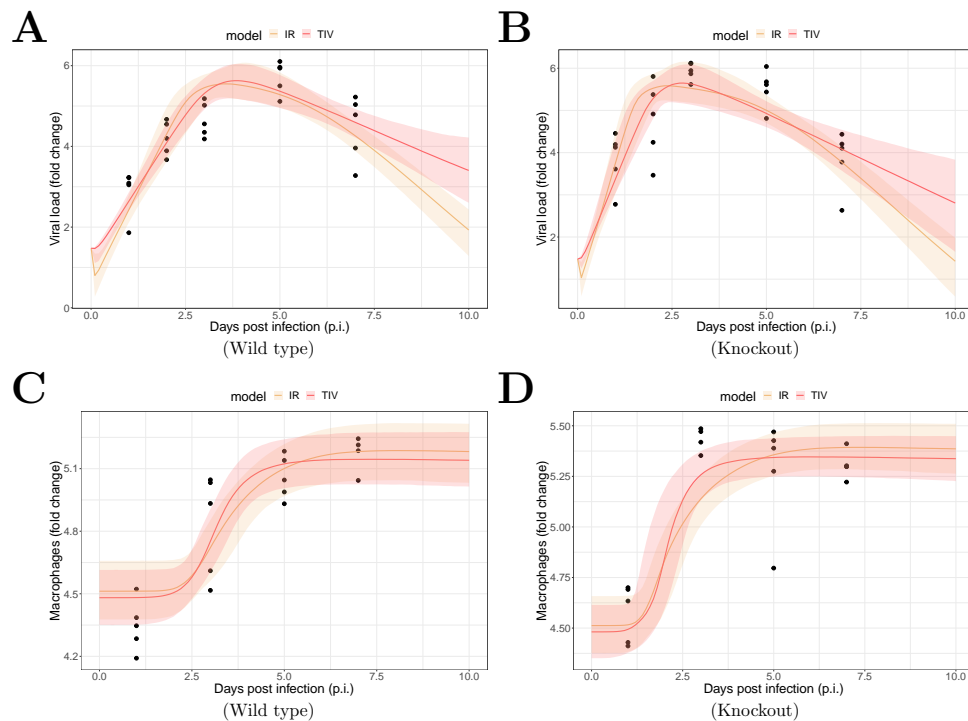 A
model IR TIV
Viral load (fold change)
6
4
2
0
0.0 2.5 5.0 7.5 10.0
Days post infection (p.i.)
(Wild type)
B
model IR TIV
Viral load (fold change)
6
4
2
0.0 2.5 5.0 7.5 10.0
Days post infection (p.i.)
(Knockout)
C
model IR TIV
Macrophages (fold change)
5.1
4.8
4.5
4.2
0.0 2.5 5.0 7.5 10.0
Days post infection (p.i.)
(Wild type)
D
model IR TIV
Macrophages (fold change)
5.50
5.25
5.00
4.75
4.50
0.0 2.5 5.0 7.5 10.0
Days post infection (p.i.)
(Knockout)